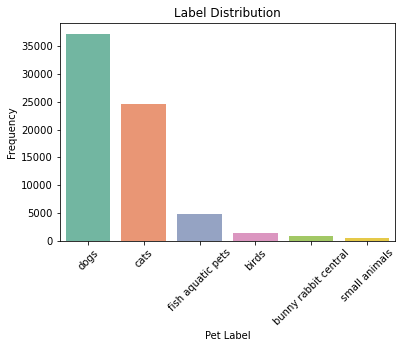 Label Distribution
Frequency
35000
30000
25000
20000
15000
10000
5000
0
dogs
cats
fish aquatic pets
birds
bunny rabbit central
small animals
Pet Label